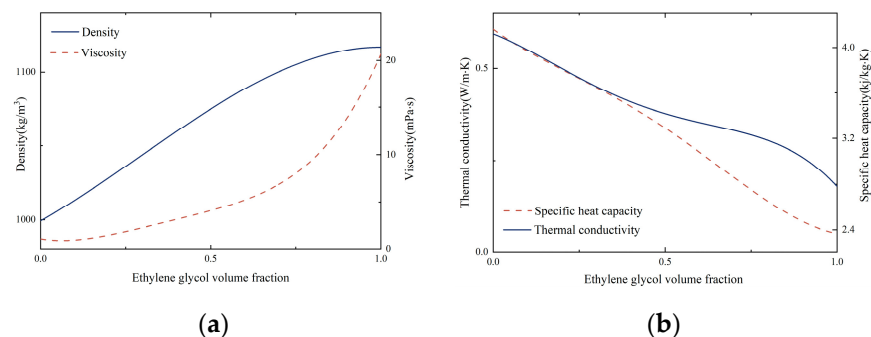 Density
Viscosity
1100
1000
20
10
0
0.0
0.5
1.0
Density(kg/m³)
Viscosity(mPa·s)
Ethylene glycol volume fraction
(a)
0.5
0.0
4.0
3.2
2.4
Thermal conductivity(W/m·K)
Specific heat capacity(kj/kg·K)
Specific heat capacity
Thermal conductivity
0.0
0.5
1.0
Ethylene glycol volume fraction
(b)